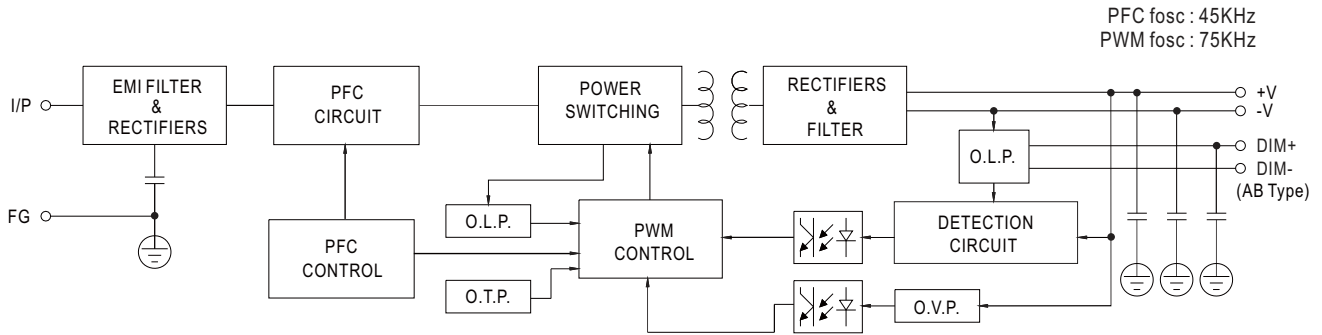 PFC fosc : 45KHz
PWM fosc : 75KHz
I/P
EMI FILTER
&
RECTIFIERS
PFC
CIRCUIT
POWER
SWITCHING
RECTIFIERS
&
FILTER
+V
-V
O.L.P.
DIM+
DIM-
(AB Type)
FG
O.L.P.
PFC
CONTROL
PWM
CONTROL
DETECTION
CIRCUIT
O.T.P.
O.V.P.